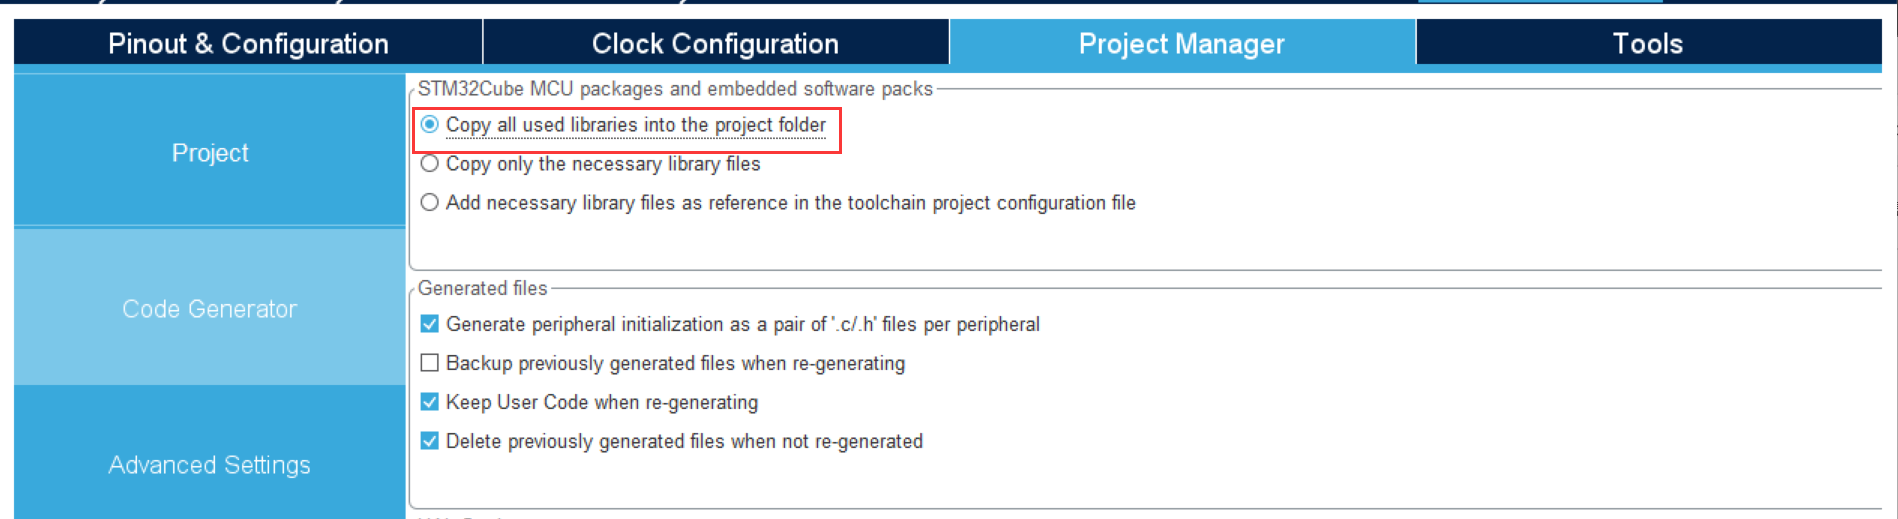 Pinout & Configuration
Clock Configuration
Project Manager
Tools
Project
Code Generator
Advanced Settings
STM32Cube MCU packages and embedded software packs
Copy all used libraries into the project folder
Copy only the necessary library files
Add necessary library files as reference in the toolchain project configuration file
Generated files
Generate peripheral initialization as a pair of '.c/.h' files per peripheral
Backup previously generated files when re-generating
Keep User Code when re-generating
Delete previously generated files when not re-generated